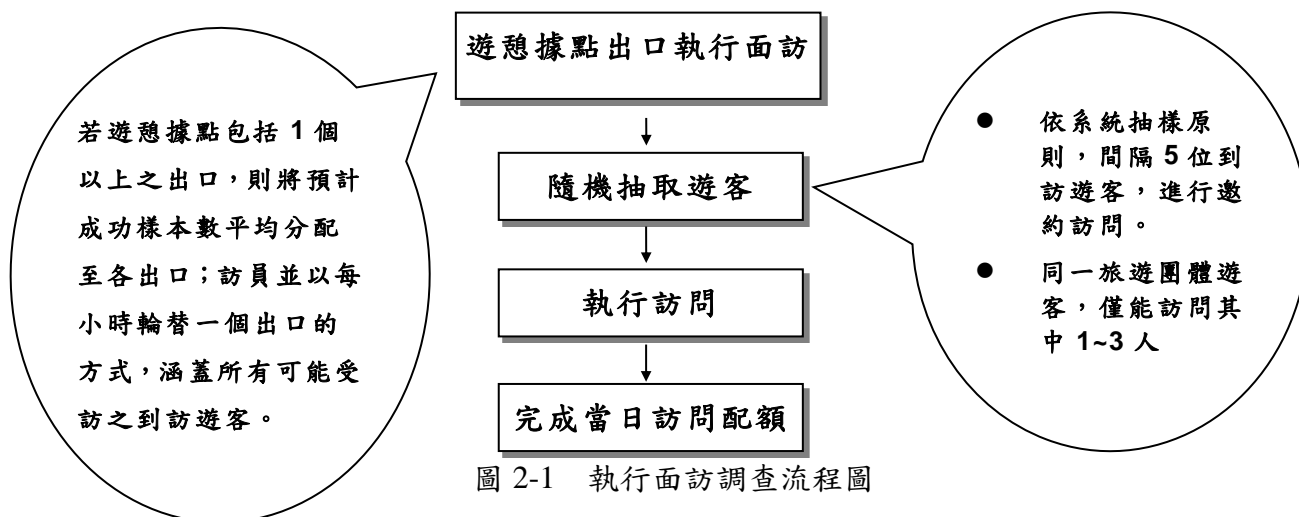 遊憩據點出口執行面訪
若遊憩據點包括 1 個
以上之出口，則將預計
成功樣本數平均分配
至各出口；訪員並以每
小時輪替一個出口的
方式，涵蓋所有可能受
訪之到訪遊客。
隨機抽取遊客
● 依系統抽樣原
則，間隔 5 位到
訪遊客，進行邀
約訪問。
● 同一旅遊團體遊
客，僅能訪問其
中 1~3 人
執行訪問
完成當日訪問配額
圖 2-1 執行面訪調查流程圖